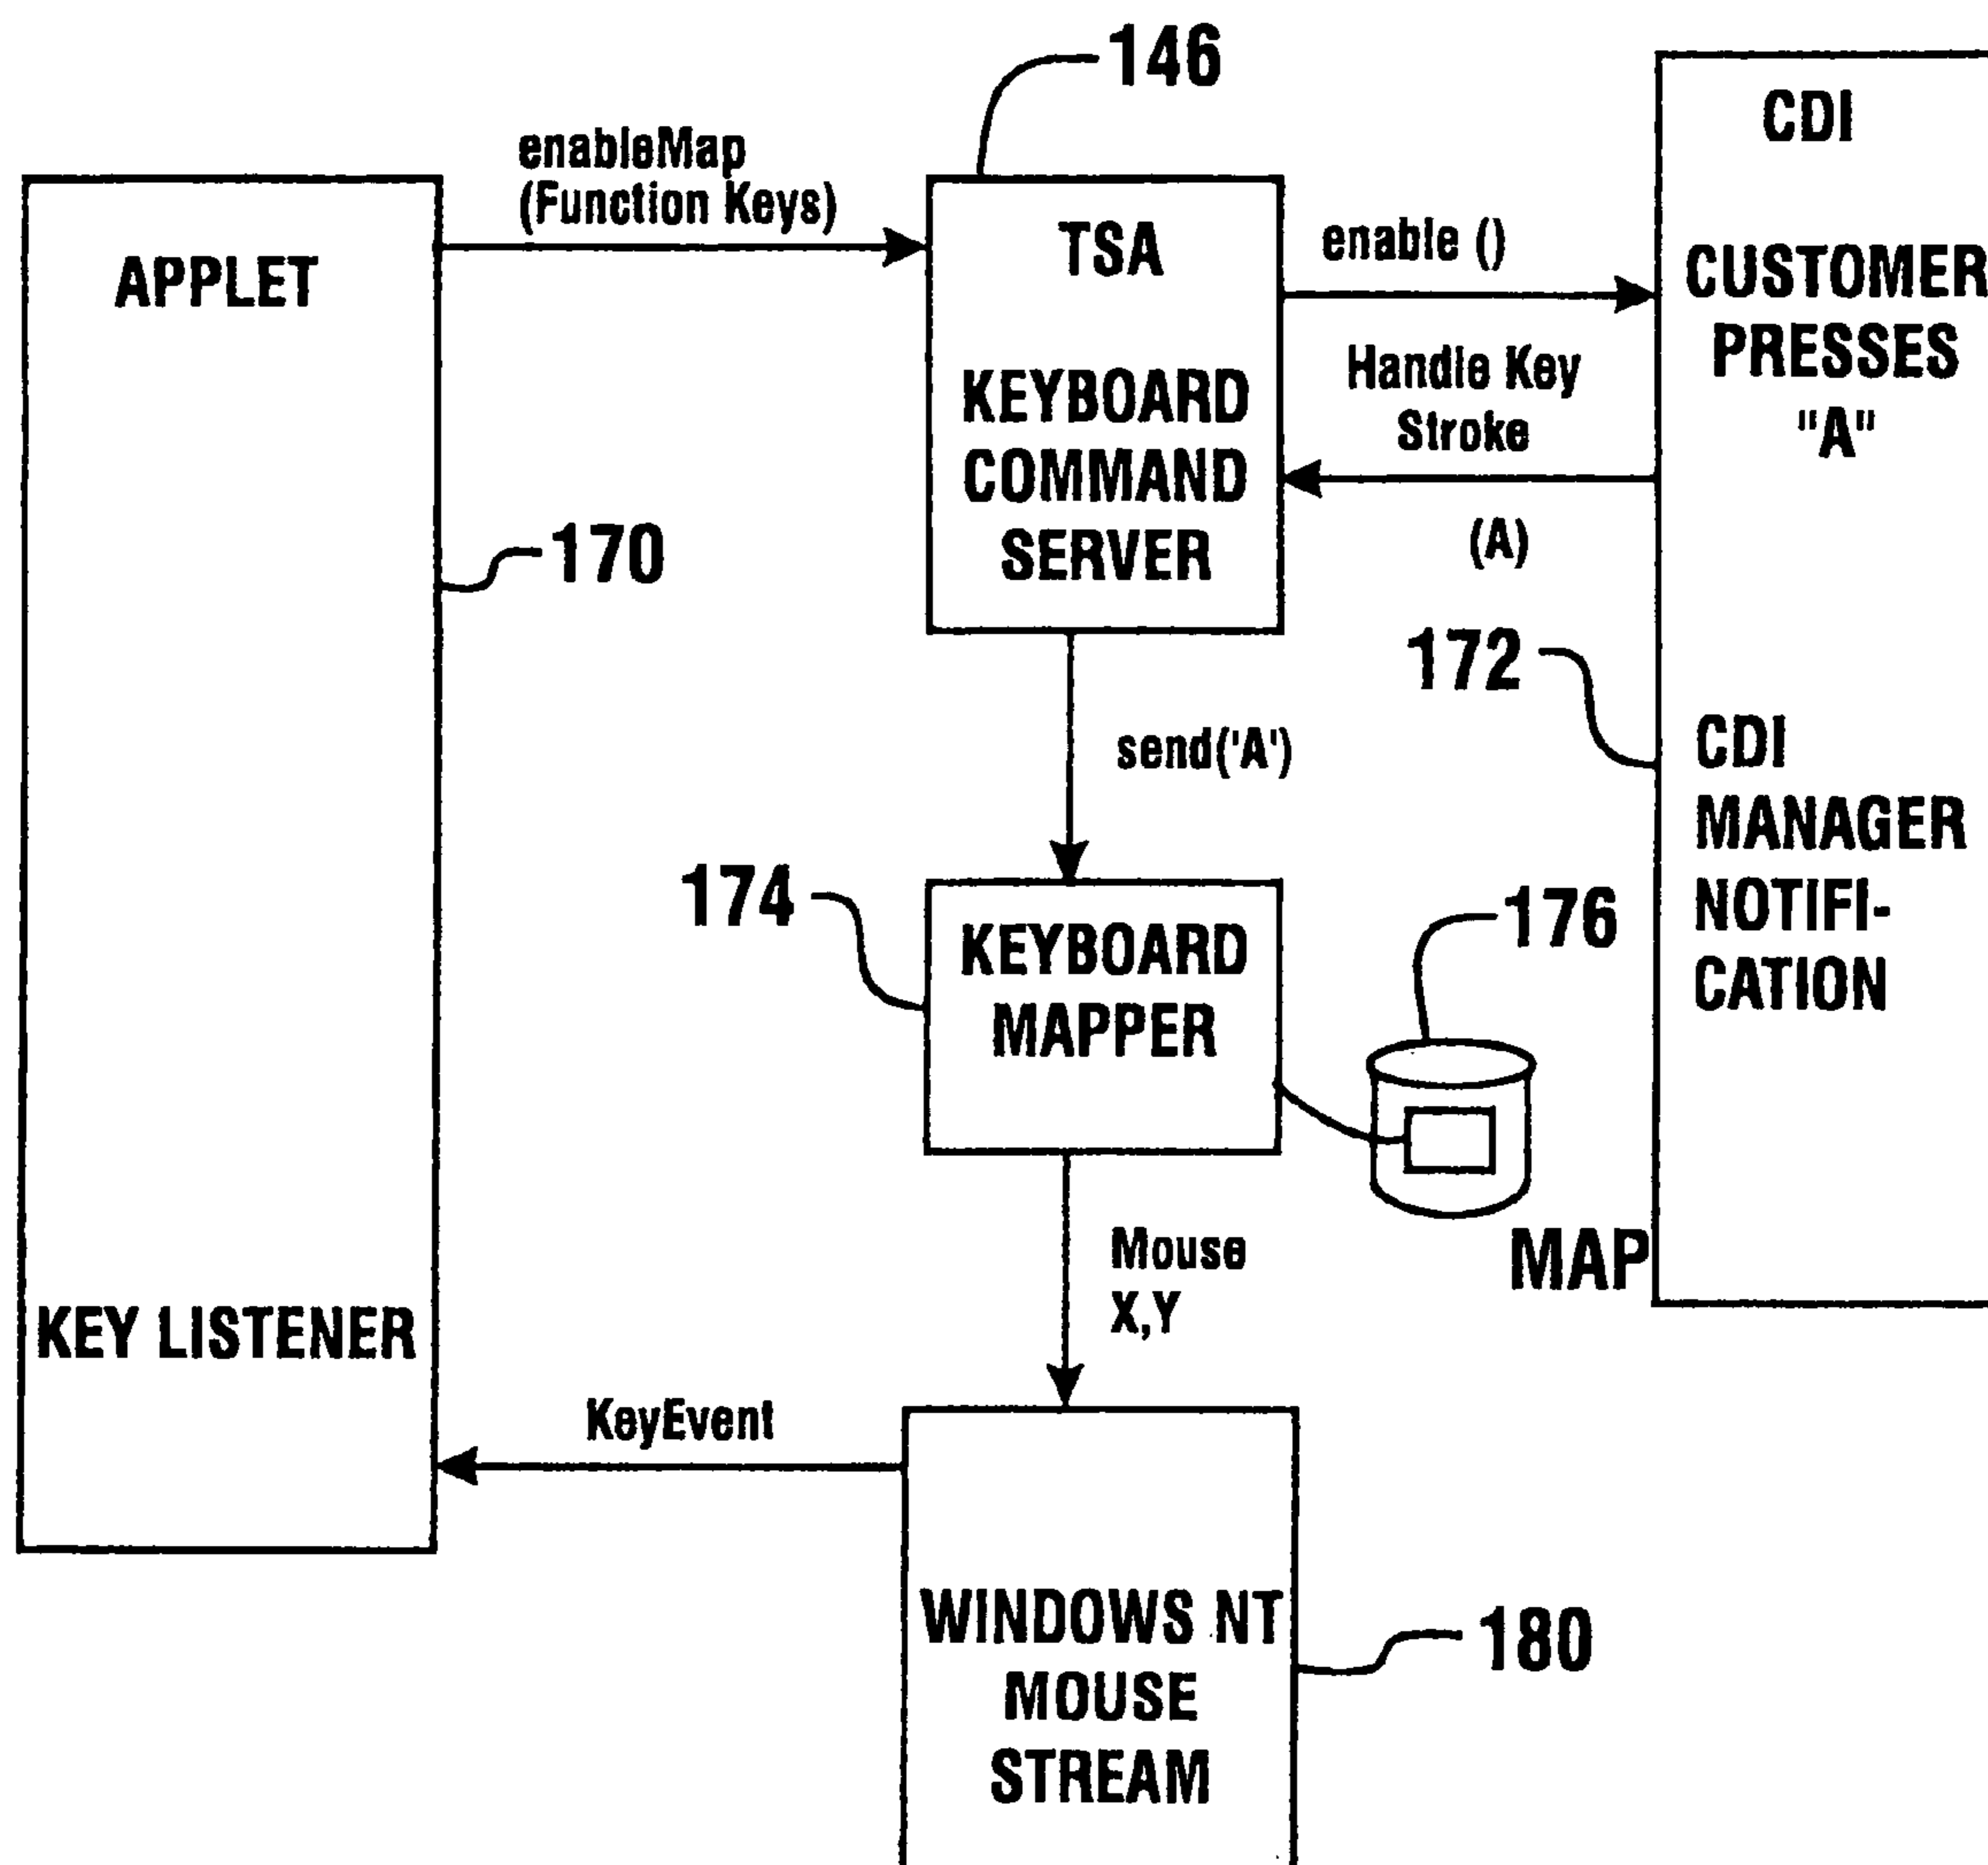 146
CDI
enableMap
(Function Keys)
APPLET
TSA
enable ()
CUSTOMER
PRESSES
"A"
KEYBOARD
COMMAND
SERVER
Handle Key
Stroke
(A)
170
172
send('A')
CDI
MANAGER
NOTIFI-
CATION
174
KEYBOARD
MAPPER
176
MAP
Mouse
X,Y
KEY LISTENER
KeyEvent
WINDOWS NT
MOUSE
STREAM
180